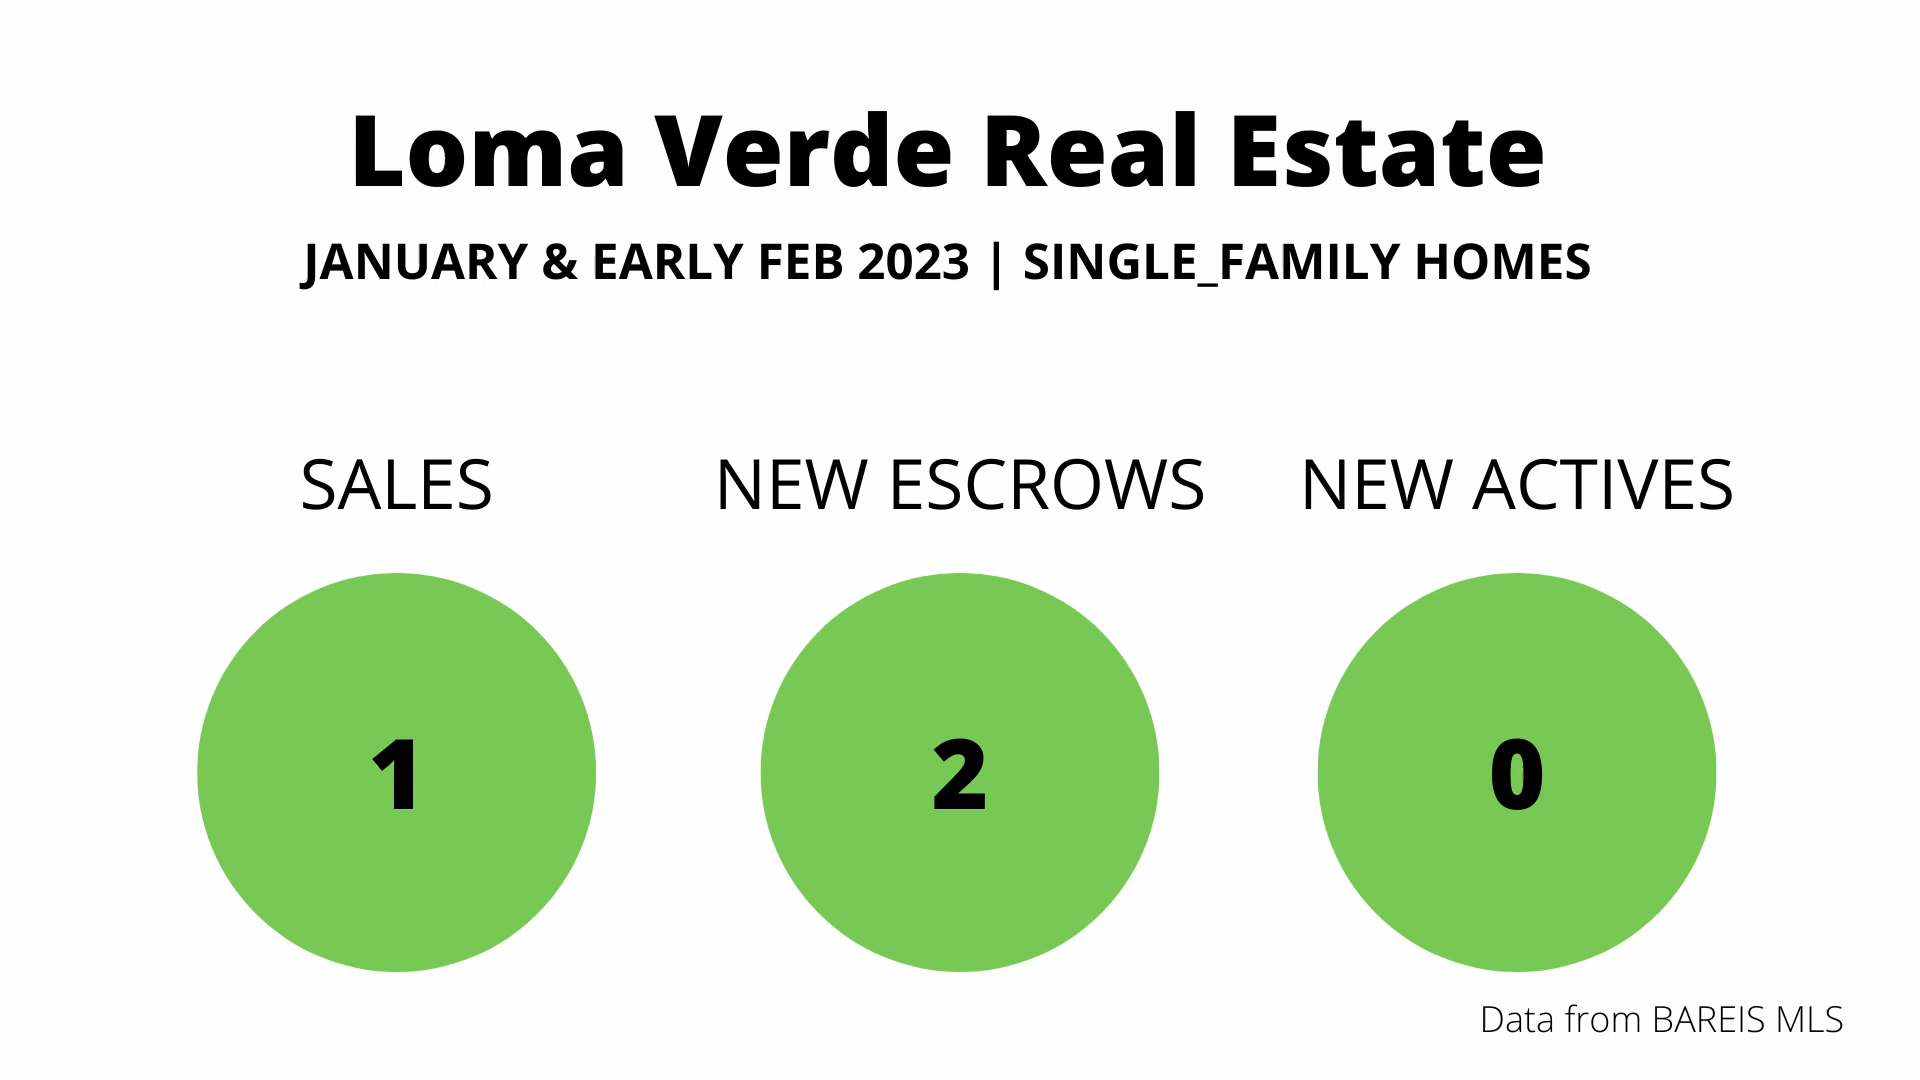 Loma Verde Real Estate
JANUARY & EARLY FEB 2023 | SINGLE_FAMILY HOMES
SALES
NEW ESCROWS
NEW ACTIVES
1
2
0
Data from BAREIS MLS